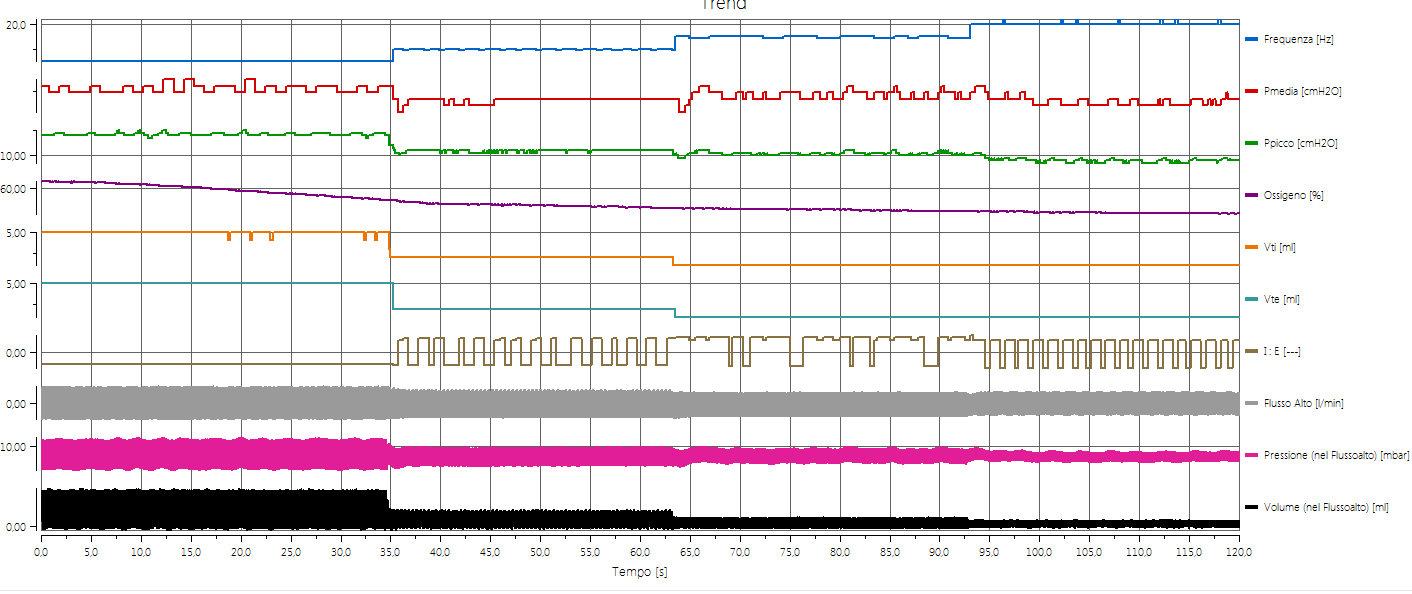 Trend
20,0
Frequenza [Hz]
Pmedia [cmH2O]
Ppicco [cmH2O]
10,00
60,00
Ossigeno [%]
5,00
Vti [ml]
5,00
Vte [ml]
0,00
I : E [---]
0,00
Flusso Alto [l/min]
10,00
Pressione (nel Flussoalto) [mbar]
Volume (nel Flussoalto) [ml]
0,00
0,0 5,0 10,0 15,0 20,0 25,0 30,0 35,0 40,0 45,0 50,0 55,0 60,0 65,0 70,0 75,0 80,0 85,0 90,0 95,0 100,0 105,0 110,0 115,0 120,0
Tempo [s]